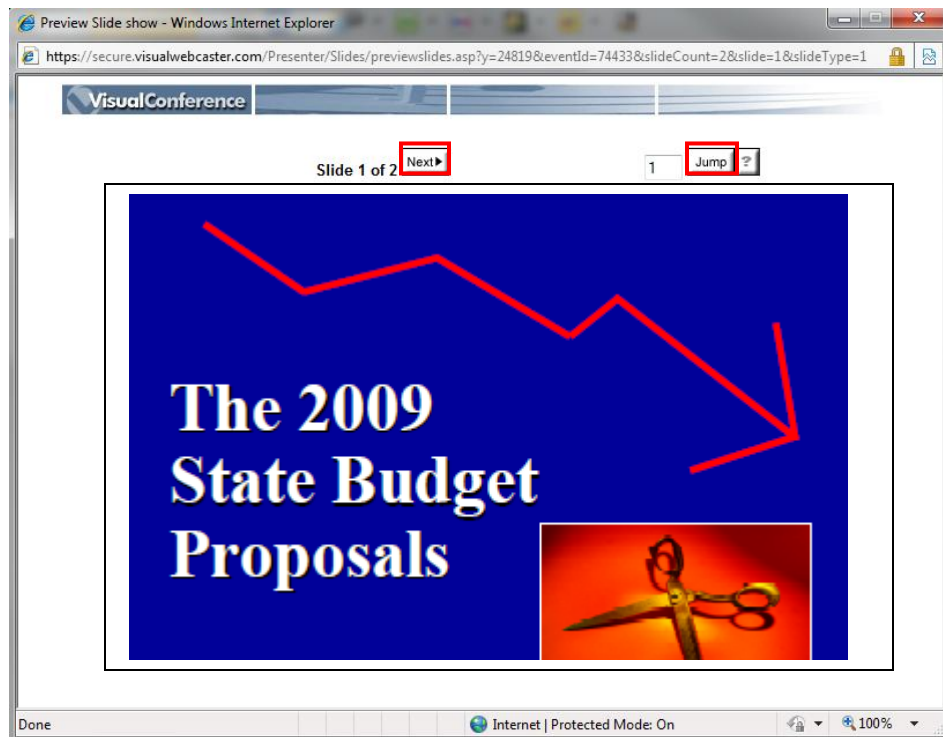 Preview Slide show - Windows Internet Explorer
https://secure.visualwebcaster.com/Presenter/Slides/previewslides.asp?y=24819&eventId=74433&slideCount=2&slide=1&slideType=1
VisualConference
Slide 1 of 2 Next 1 Jump ?
The 2009
State Budget
Proposals
Done Internet | Protected Mode: On 100%